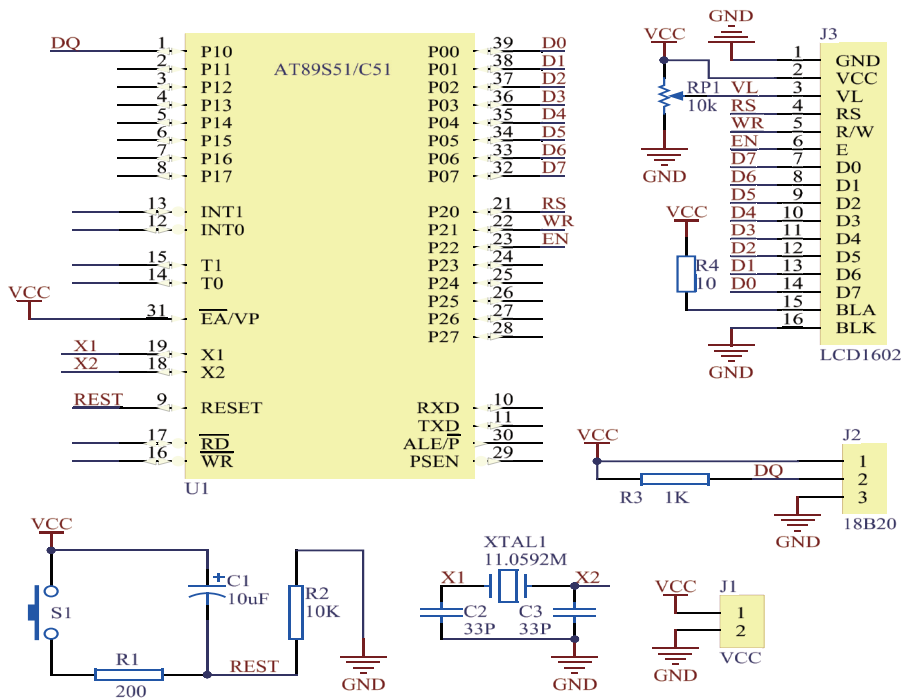 DQ 1 P10 AT89S51/C51 P00 39 D0
2 P11 P01 38 D1
3 P12 P02 37 D2
4 P13 P03 36 D3
5 P14 P04 35 D4
6 P15 P05 34 D5
7 P16 P06 33 D6
8 P17 P07 32 D7
13 INT1 P20 21 RS
12 INT0 P21 22 WR
P22 23 EN
15 T1 P23 24
14 T0 P24 25
P25 26
VCC 31 EA/VP P26 27
P27 28
X1 19 X1
X2 18 X2
REST 9 RESET RXD 10
TXD 11
17 RD ALE/P 30
16 WR PSEN 29
U1
GND
VCC
J3
1 GND
2 VCC
RP1 VL 3 VL
10k RS 4 RS
WR 5 R/W
EN 6 E
GND
D7 7 D0
D6 8 D1
D5 9 D2
VCC D4 10 D3
D3 11 D4
D2 12 D5
R4 D1 13 D6
10 D0 14 D7
15 BLA
16 BLK
GND
LCD1602
VCC
J2
1
DQ 2
R3 1K
3
GND
18B20
VCC
S1
C1
+
10uF
R2
10K
R1
200
REST
GND
XTAL1
11.0592M
X1 X2
C2 C3
33P 33P
GND
VCC
J1
1
2
GND
VCC